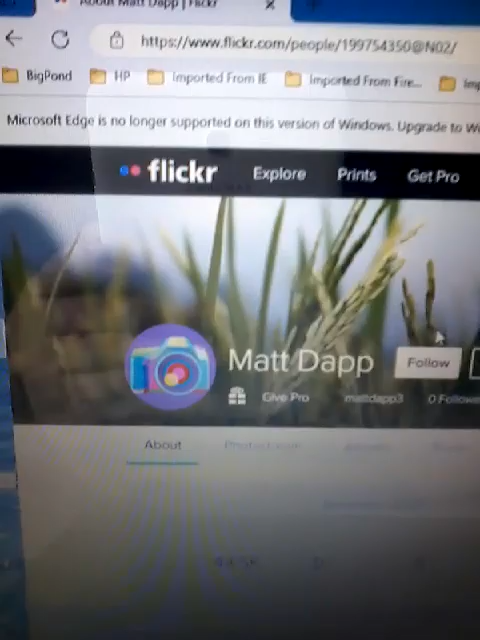 About Matt Dapp | Flickr
https://www.flickr.com/people/199754350@N02/
BigPond HP Imported From IE Imported From Fire...
Microsoft Edge is no longer supported on this version of Windows. Upgrade to W
flickr Explore Prints Get Pro
Matt Dapp Follow
Give Pro mattdapp3 0 Followe
About